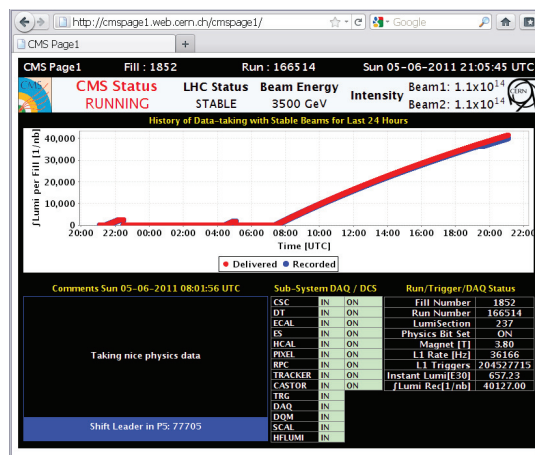 http://cmspage1.web.cern.ch/cmspage1/
Google
CMS Page1
+
CMS Page1 Fill : 1852 Run : 166514 Sun 05-06-2011 21:05:45 UTC
CMS
CMS Status
RUNNING
LHC Status
STABLE
Beam Energy
3500 GeV
Intensity
Beam1: 1.1x10¹⁴
Beam2: 1.1x10¹⁴
CERN
History of Data-taking with Stable Beams for Last 24 Hours
∫Lumi per Fill [1/nb]
40,000
30,000
20,000
10,000
0
20:00 22:00 00:00 02:00 04:00 06:00 08:00 10:00 12:00 14:00 16:00 18:00 20:00 22:00
Time [UTC]
Delivered Recorded
Comments Sun 05-06-2011 08:01:56 UTC
Taking nice physics data
Shift Leader in P5: 77705
Sub-System DAQ / DCS
CSC IN ON
DT IN ON
ECAL IN ON
ES IN ON
HCAL IN ON
PIXEL IN ON
RPC IN ON
TRACKER IN ON
CASTOR IN ON
TRG IN
DAQ IN
DQM IN
SCAL IN
HFLUMI IN
Run/Trigger/DAQ Status
Fill Number 1852
Run Number 166514
LumiSection 237
Physics Bit Set ON
Magnet [T] 3.80
L1 Rate [Hz] 36166
L1 Triggers 204527715
Instant Lumi[E30] 657.23
∫Lumi Rec[1/nb] 40127.00